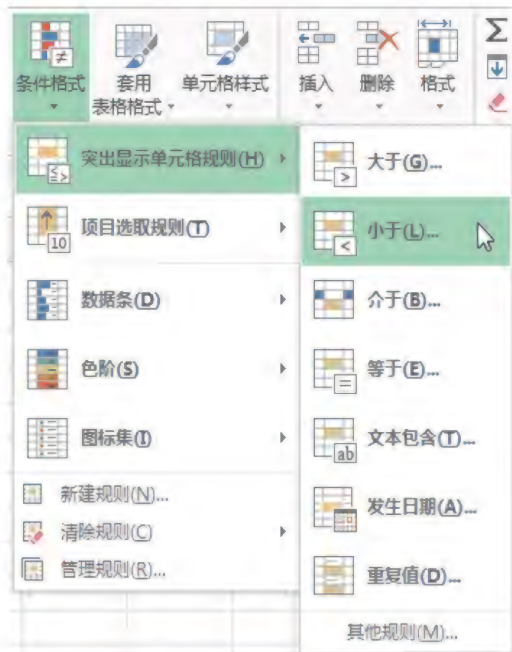 条件格式
套用
表格格式
单元格样式
插入
删除
格式
Σ
突出显示单元格规则(H)
项目选取规则(T)
10
数据条(D)
色阶(S)
图标集(I)
新建规则(N)...
清除规则(C)
管理规则(R)...
大于(G)...
小于(L)...
介于(B)...
等于(E)...
文本包含(T)...
ab
发生日期(A)...
重复值(D)...
其他规则(M)...